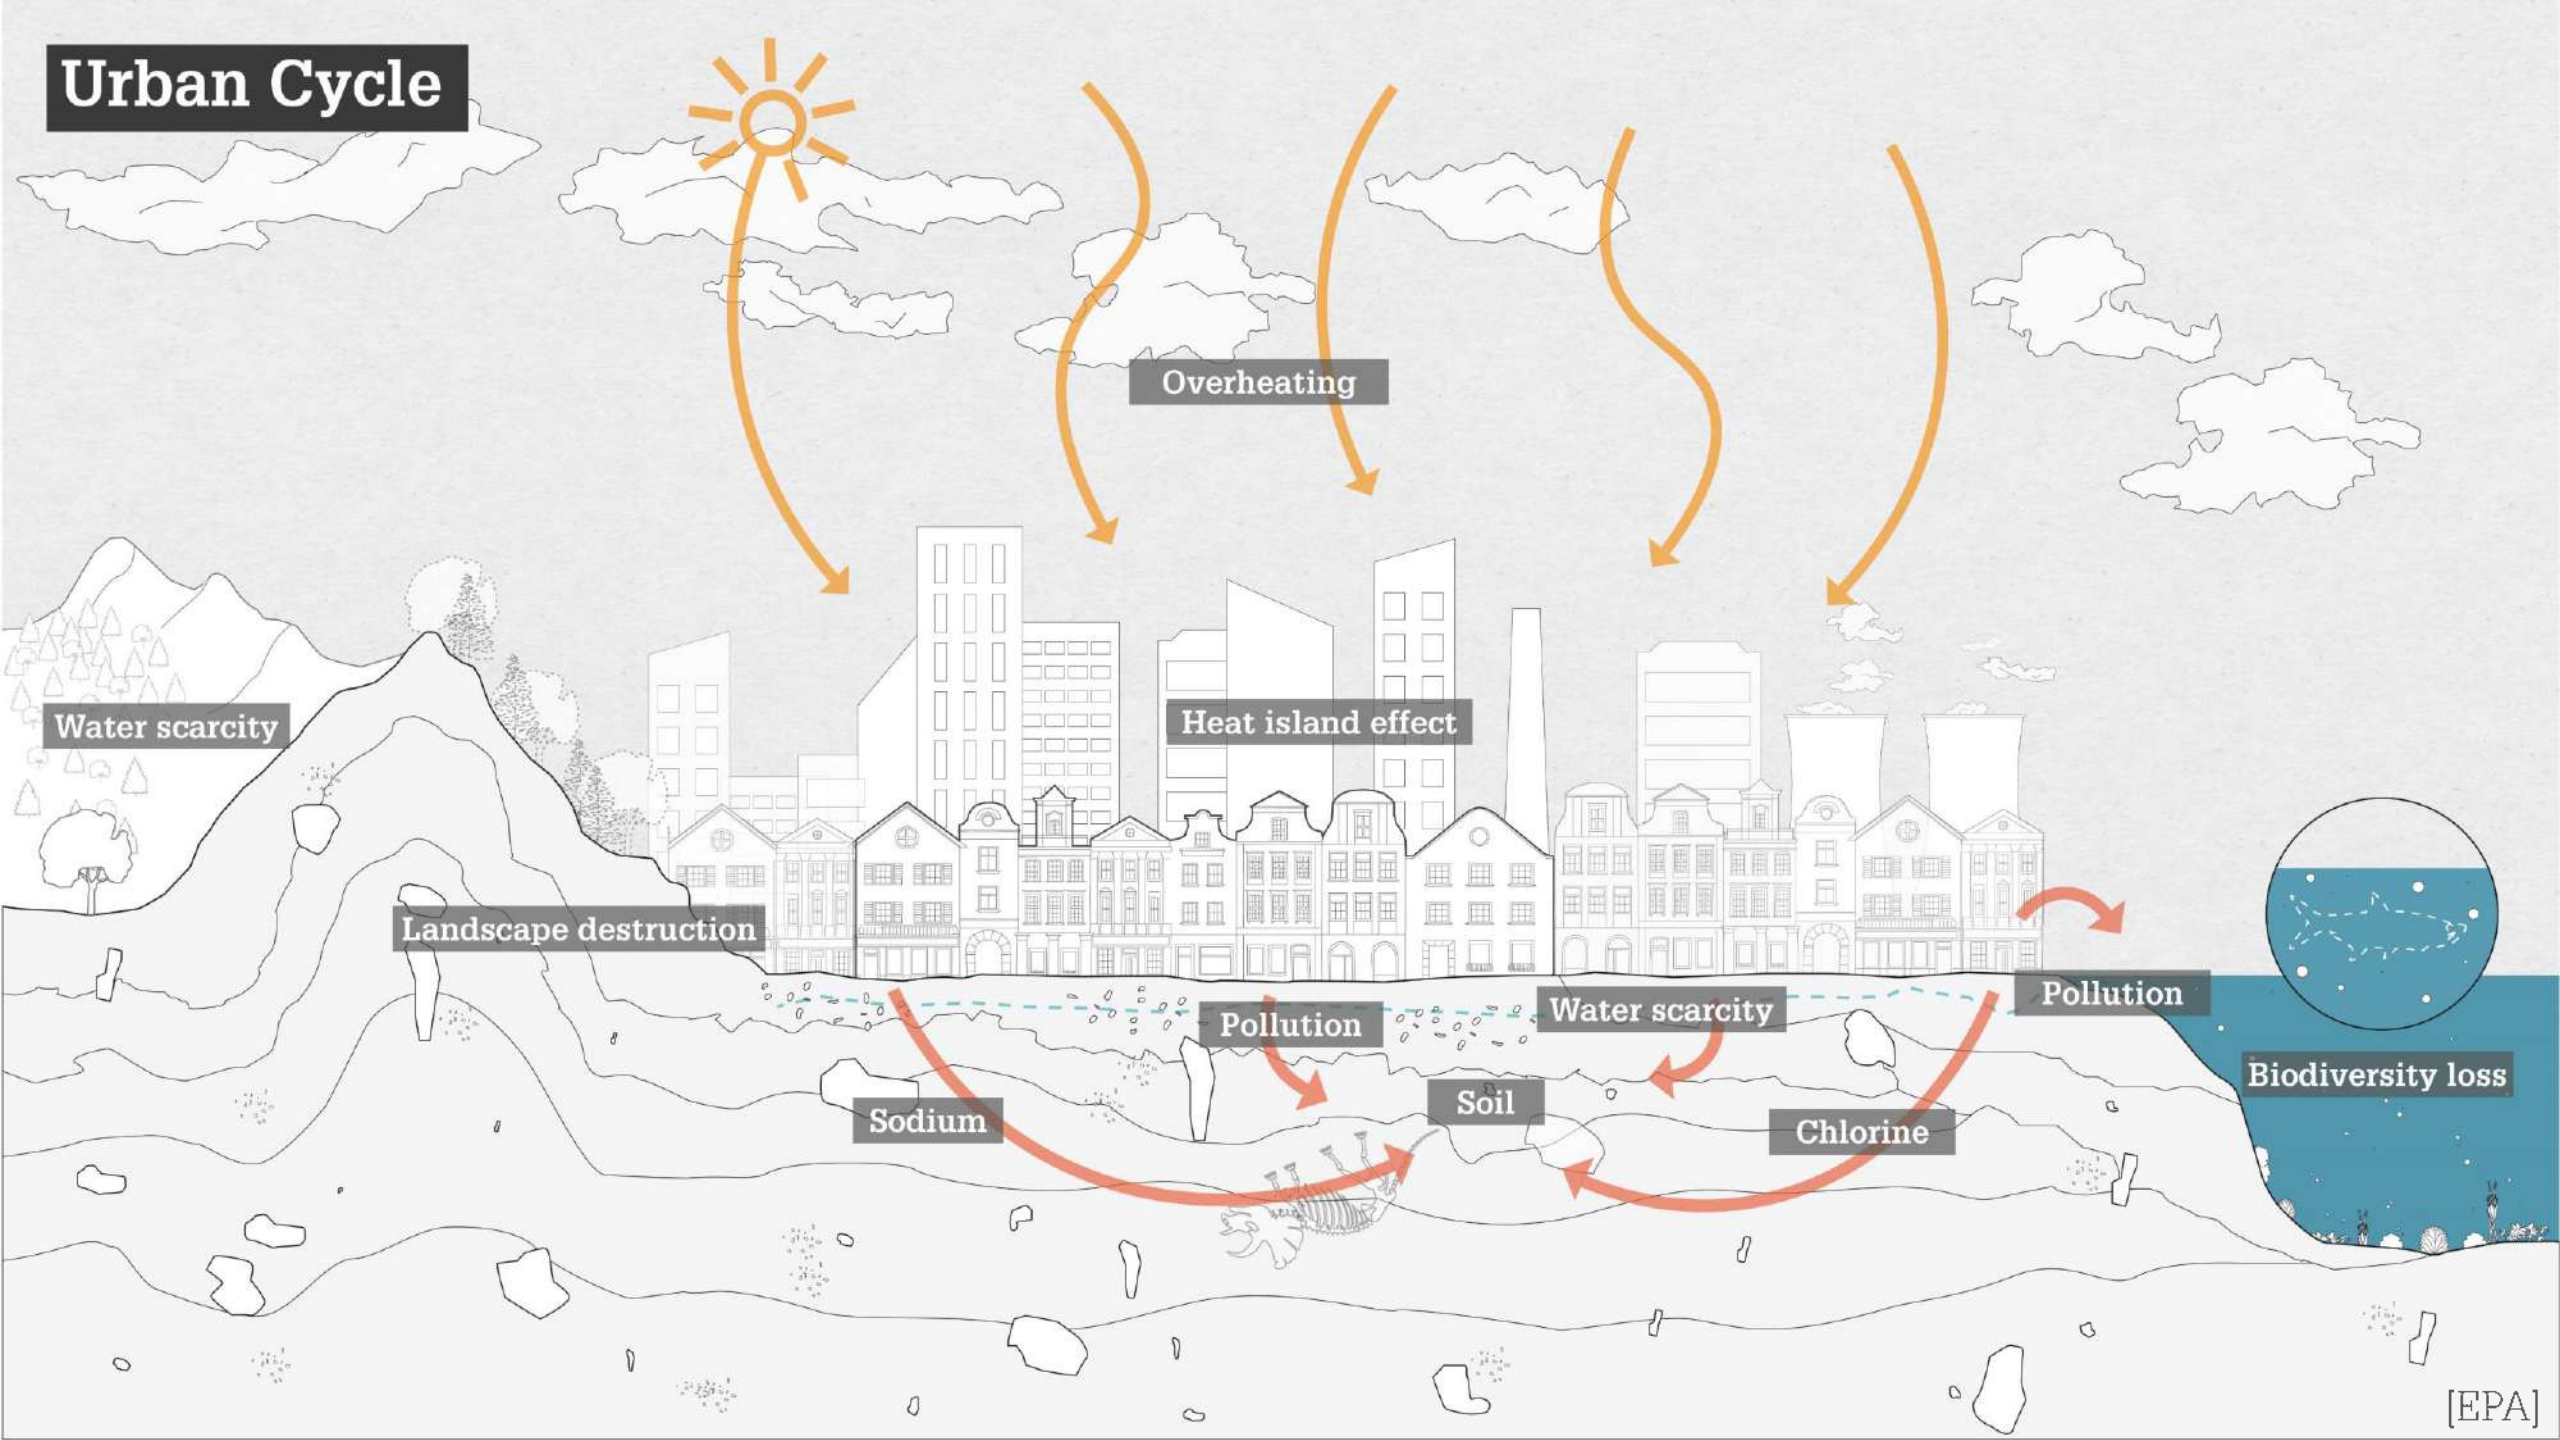 Urban Cycle
Overheating
Water scarcity
Heat island effect
Landscape destruction
Pollution
Water scarcity
Pollution
Sodium
Soil
Chlorine
Biodiversity loss
[EPA]